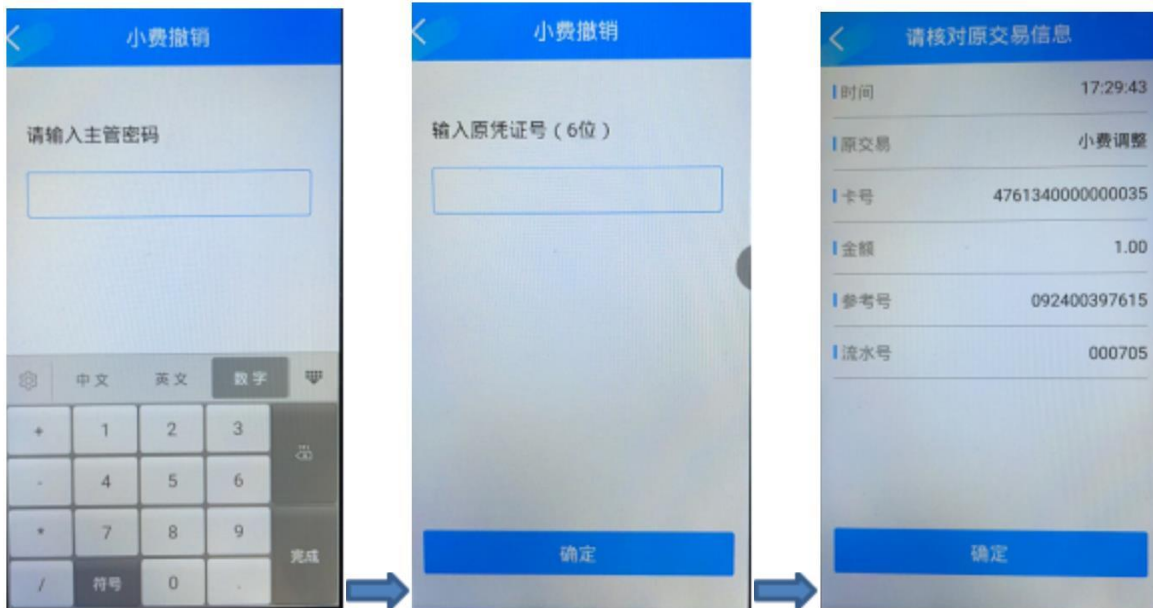 小费撤销
请输入主管密码
中文 英文 数字
+ 1 2 3
- 4 5 6
* 7 8 9 完成
/ 符号 0 .
小费撤销
输入原凭证号(6位)
确定
请核对原交易信息
时间 17:29:43
原交易 小费调整
卡号 4761340000000035
金额 1.00
参考号 092400397615
流水号 000705
确定